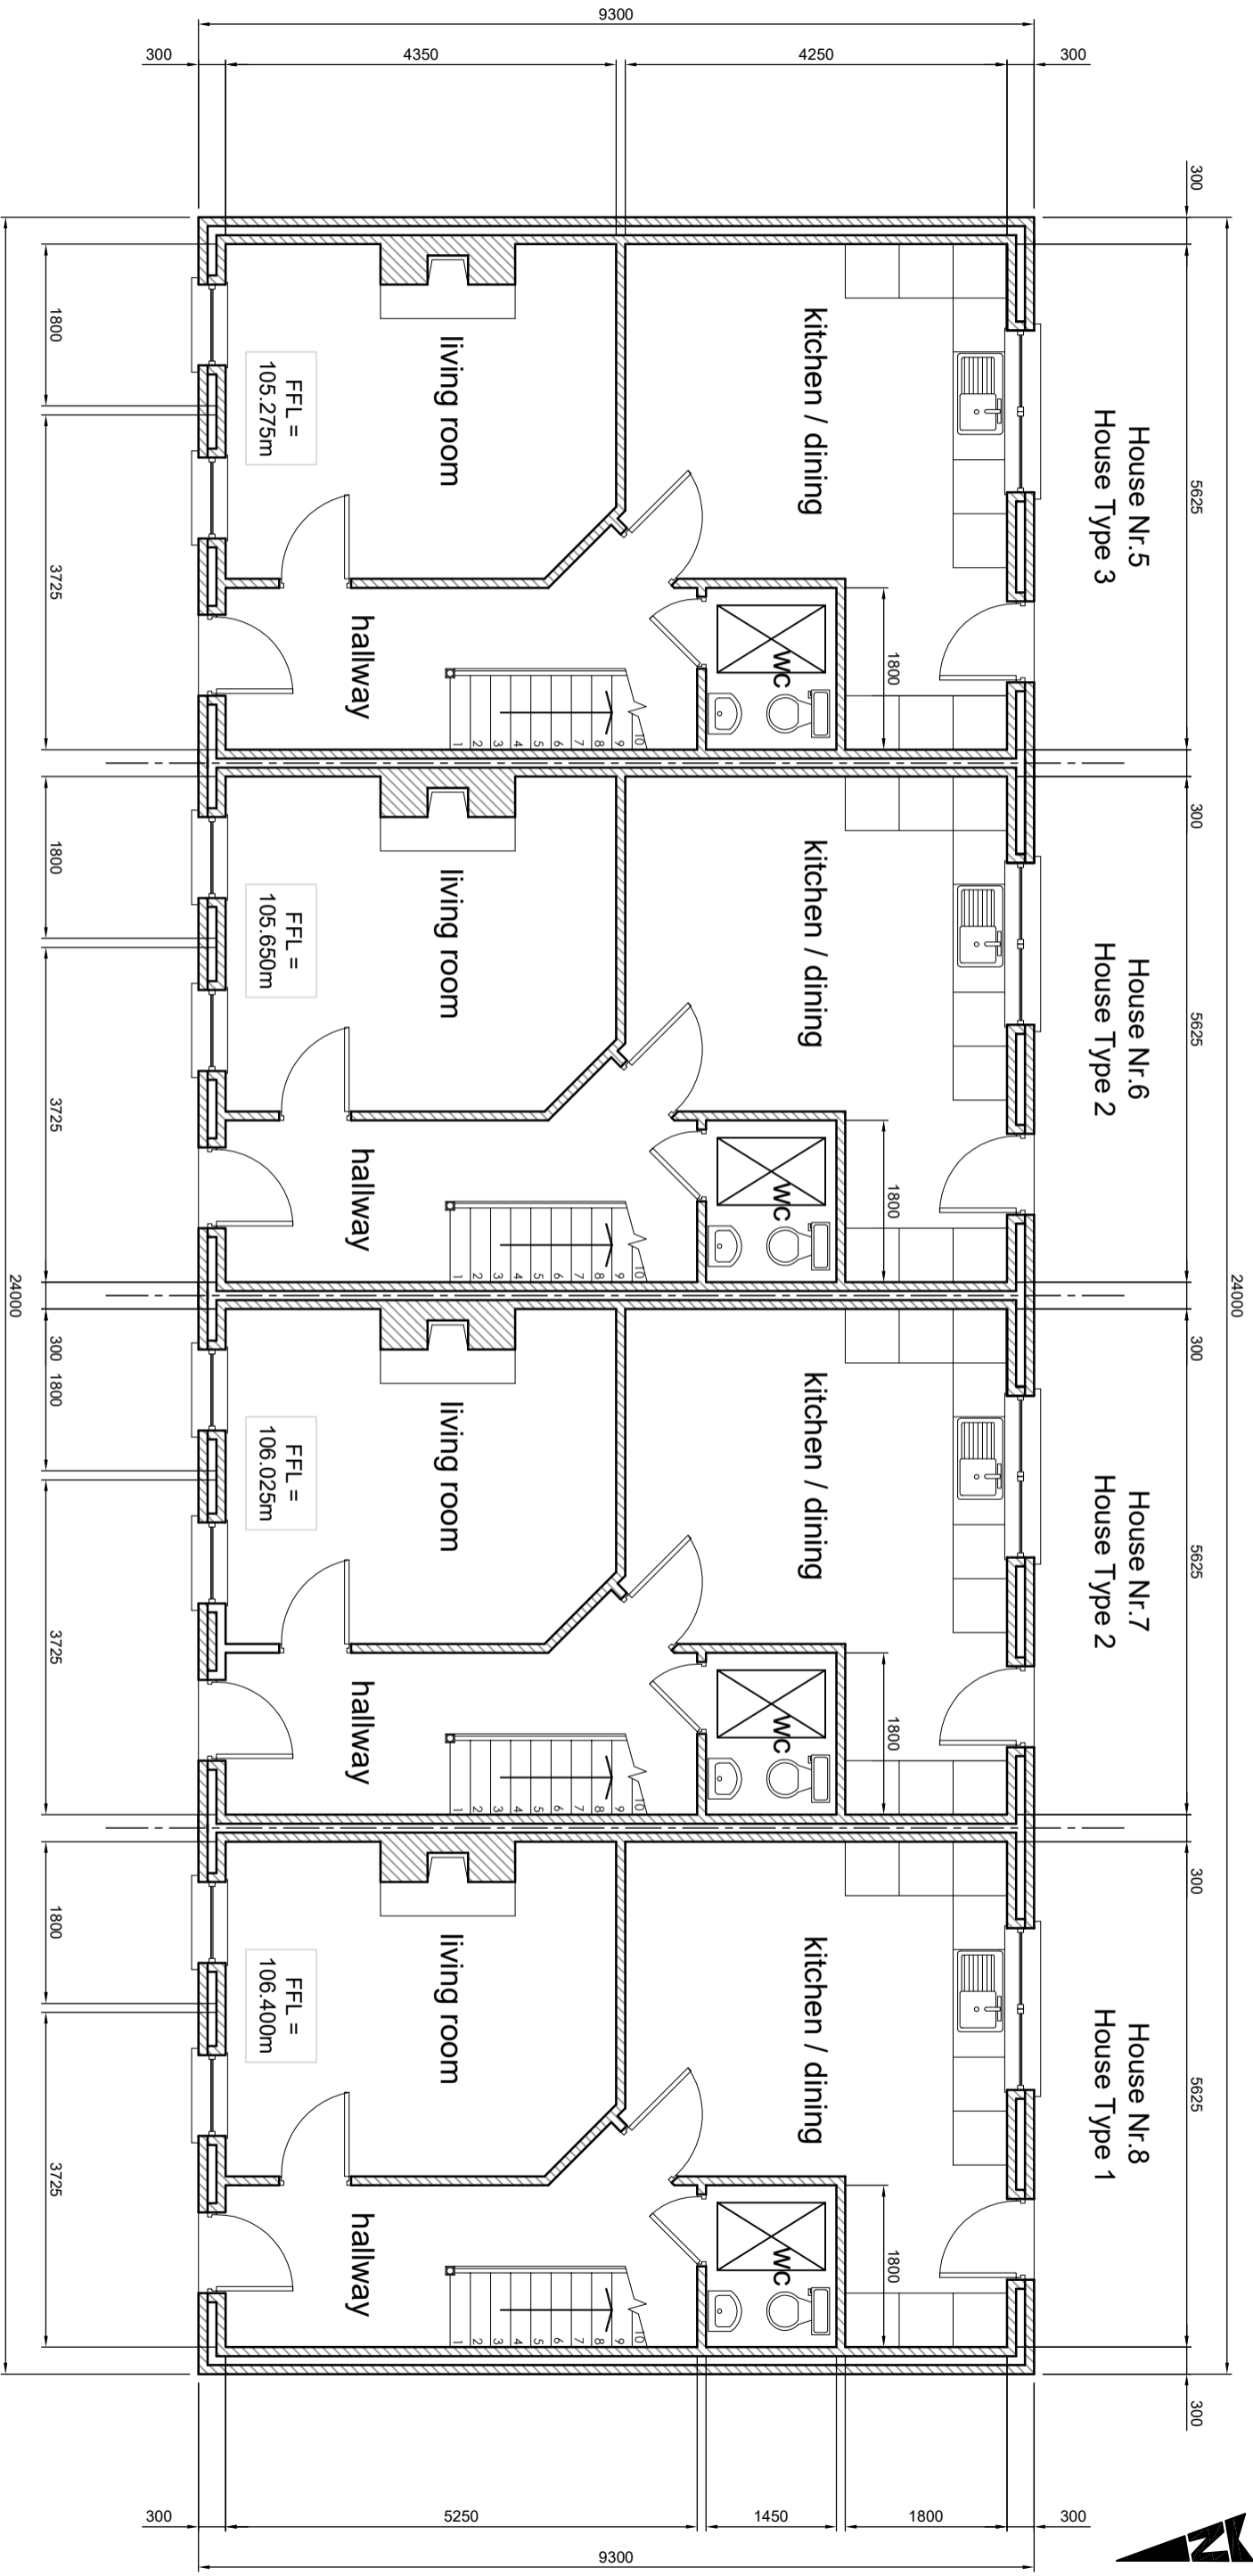 9300
300
4350
4250
300
24000
300
5625
300
5625
300
5625
300
5625
300
House Nr.5
House Type 3
House Nr.6
House Type 2
House Nr.7
House Type 2
House Nr.8
House Type 1
kitchen / dining
living room
FFL =
105.275m
hallway
wc
1800
1 2 3 4 5 6 7 8 9 10
kitchen / dining
living room
FFL =
105.650m
hallway
wc
1800
1 2 3 4 5 6 7 8 9 10
kitchen / dining
living room
FFL =
106.025m
hallway
wc
1800
1 2 3 4 5 6 7 8 9 10
kitchen / dining
living room
FFL =
106.400m
hallway
wc
1800
1 2 3 4 5 6 7 8 9 10
1800
3725
1800
3725
300
1800
3725
1800
3725
24000
300
5250
1450
1800
300
9300
N